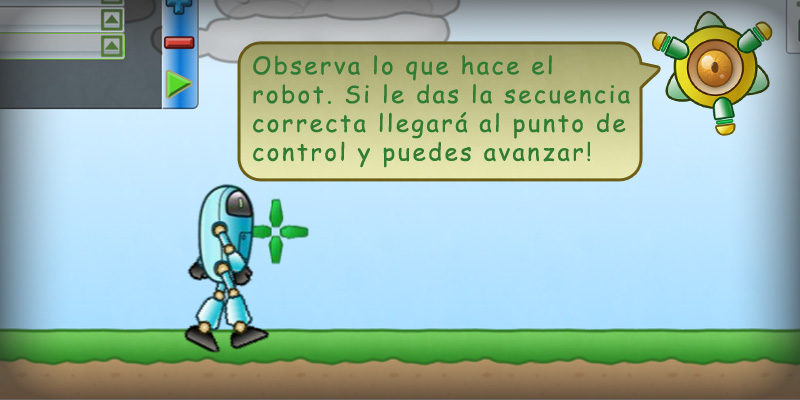 Observa lo que hace el
robot. Si le das la secuencia
correcta llegará al punto de
control y puedes avanzar!